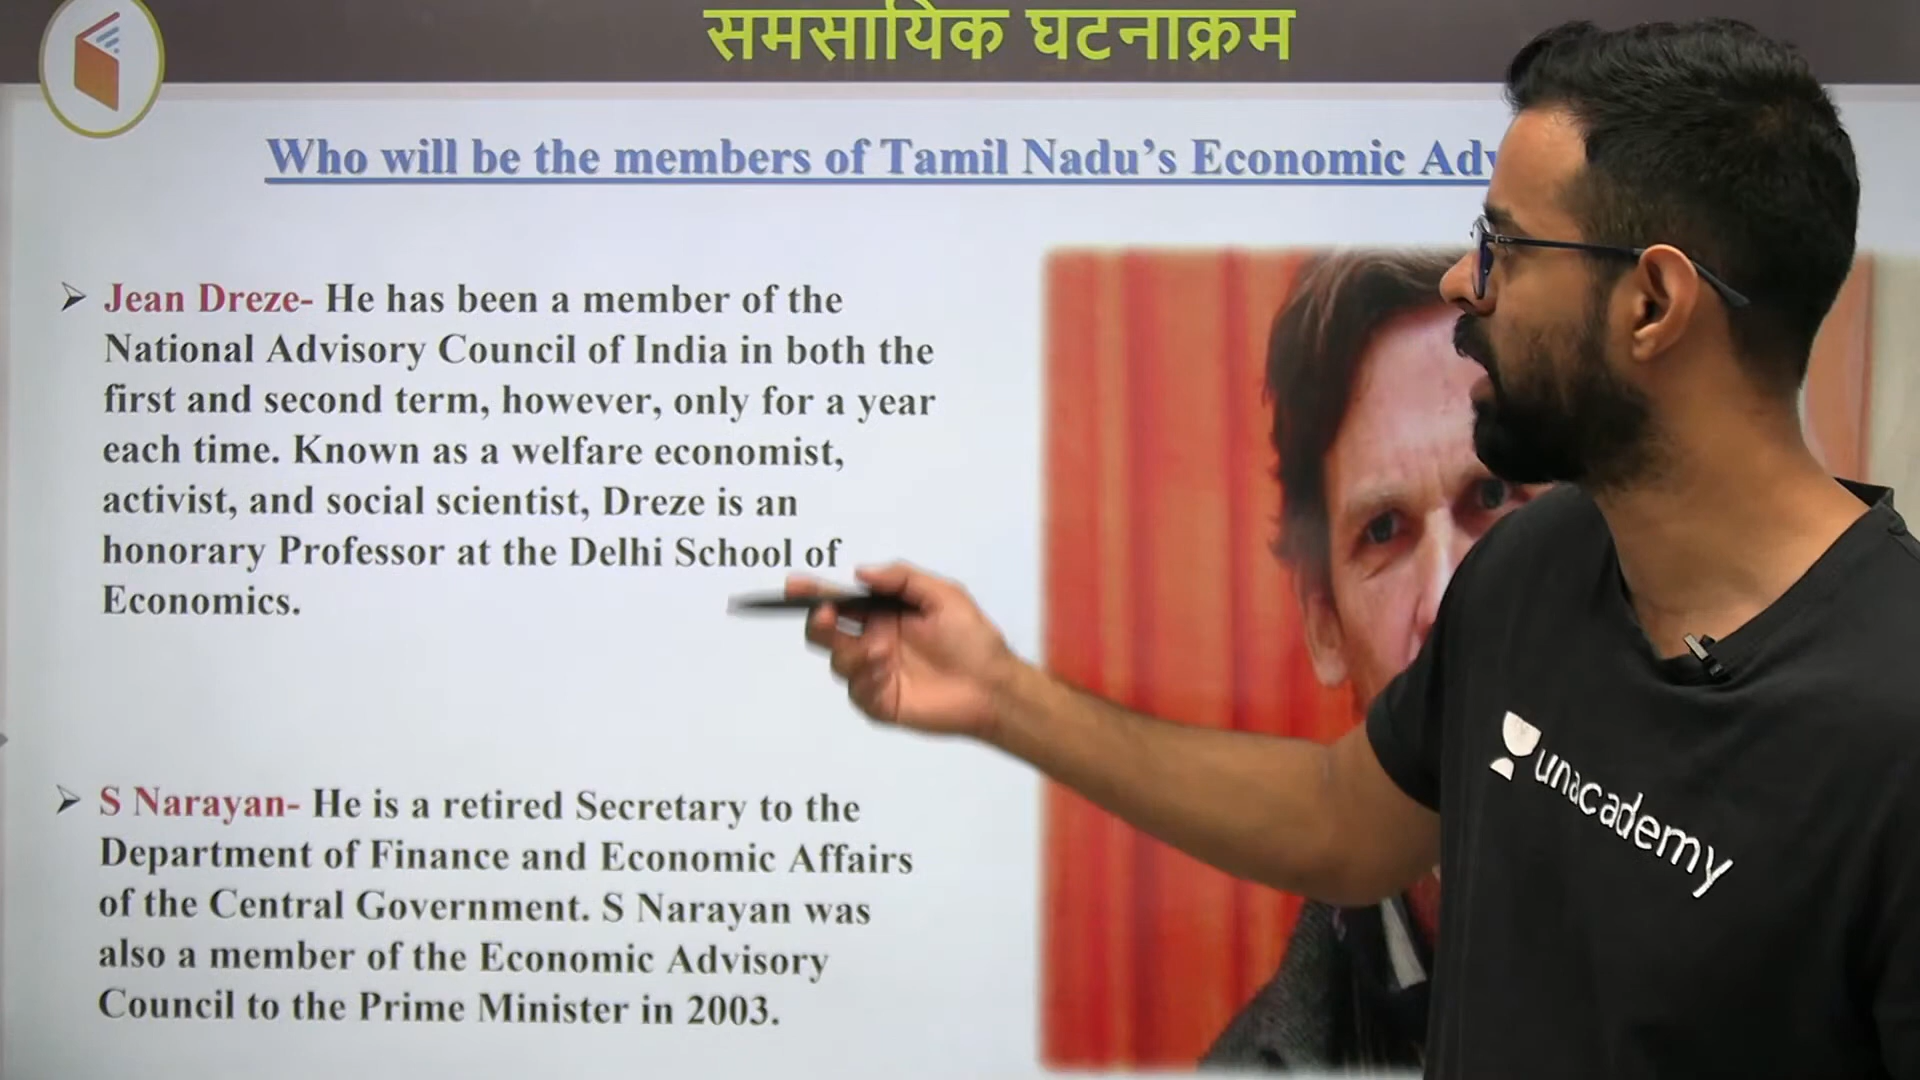 समसायिक घटनाक्रम
Who will be the members of Tamil Nadu’s Economic
Jean Dreze- He has been a member of the
National Advisory Council of India in both the
first and second term, however, only for a year
each time. Known as a welfare economist,
activist, and social scientist, Dreze is an
honorary Professor at the Delhi School of
Economics.
S Narayan- He is a retired Secretary to the
Department of Finance and Economic Affairs
of the Central Government. S Narayan was
also a member of the Economic Advisory
Council to the Prime Minister in 2003.
unacademy